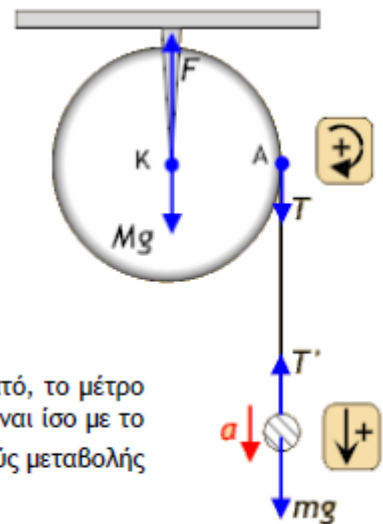 F
K
A
+
Mg
T
T'
τό, το μέτρο
ναι ίσο με το
a
+
ύς μεταβολής
mg